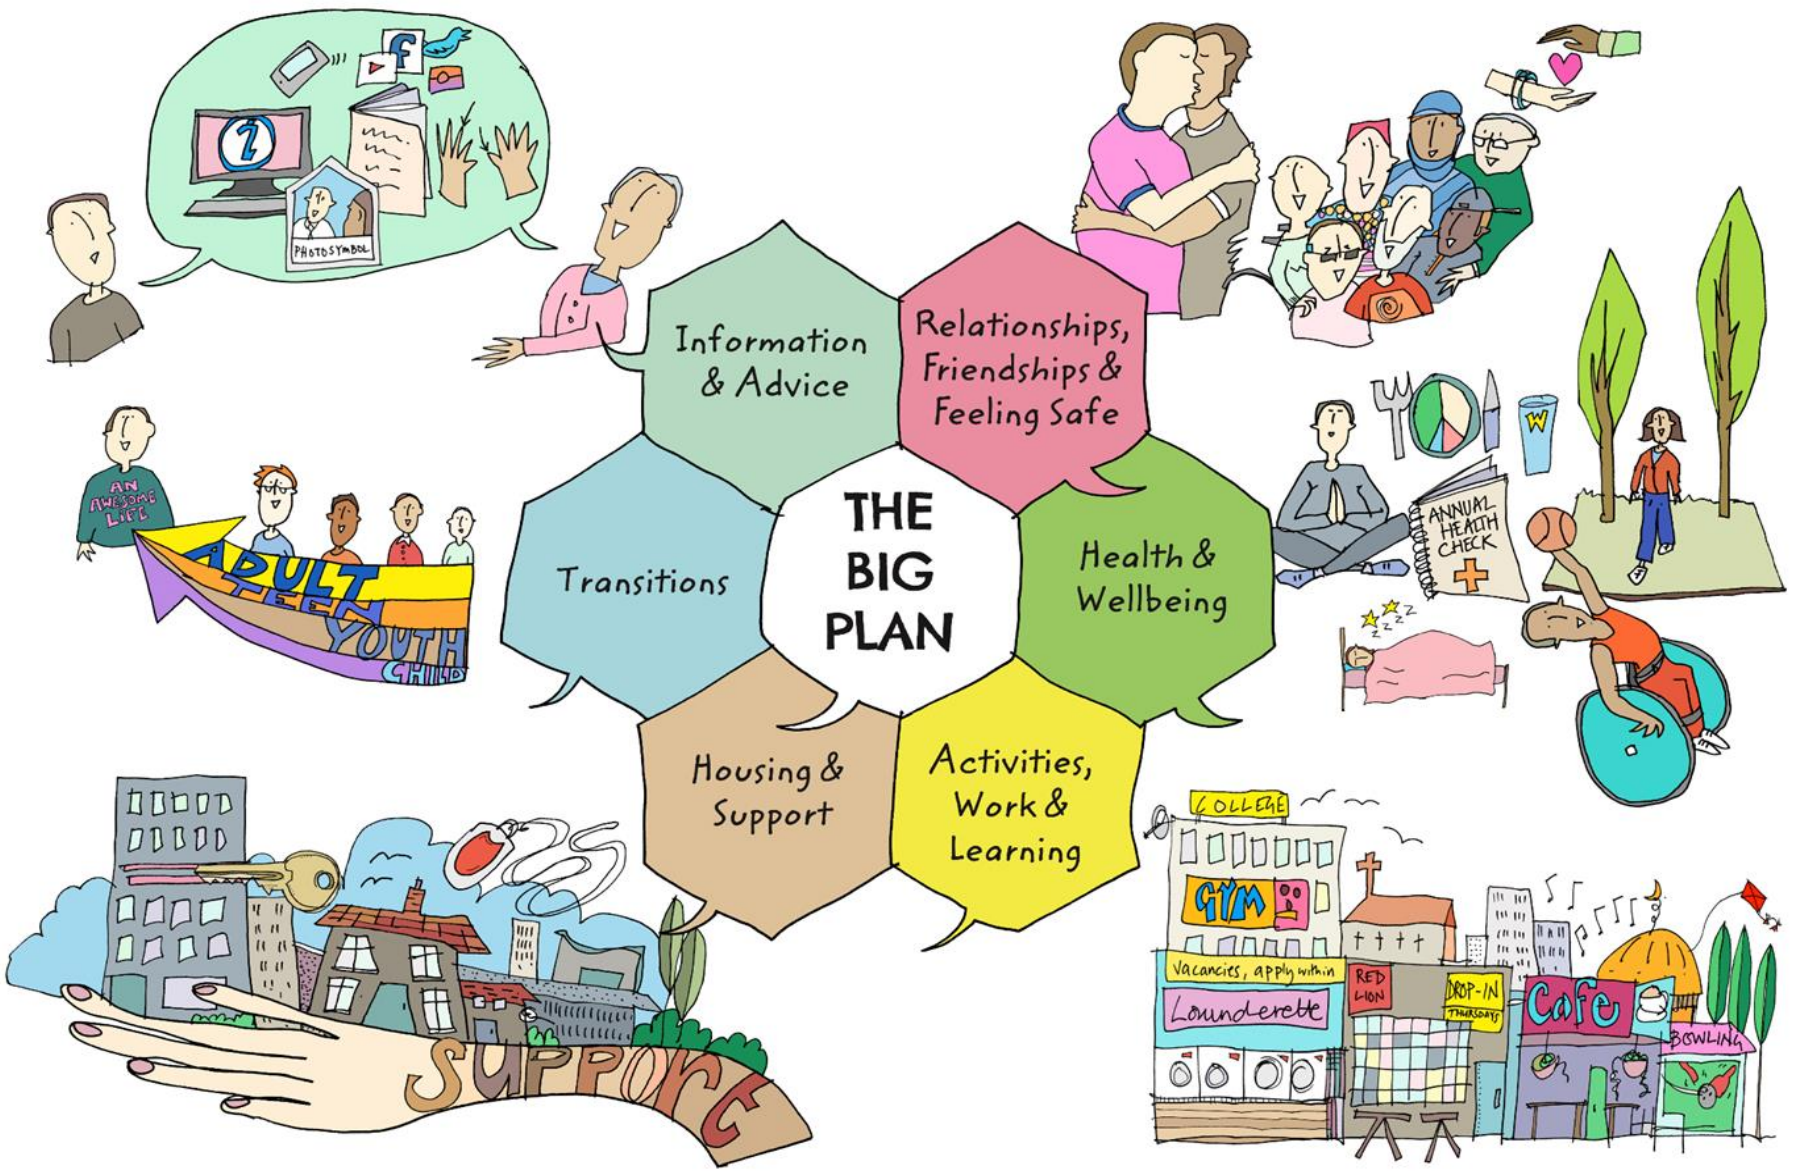 f
i
PHOTOSYMBOL
Information
& Advice
Relationships,
Friendships &
Feeling Safe
AN
AWESOME
LIFE
ADULT
TEEN
YOUTH
CHILD
Transitions
THE
BIG
PLAN
Health &
Wellbeing
W
ANNUAL
HEALTH
CHECK
z z z z
Housing &
Support
Activities,
Work &
Learning
SUPPORT
COLLEGE
GYM
Vacancies, apply within
Launderette
RED
LION
DROP-IN
THURSDAYS
Cafe
BOWLING